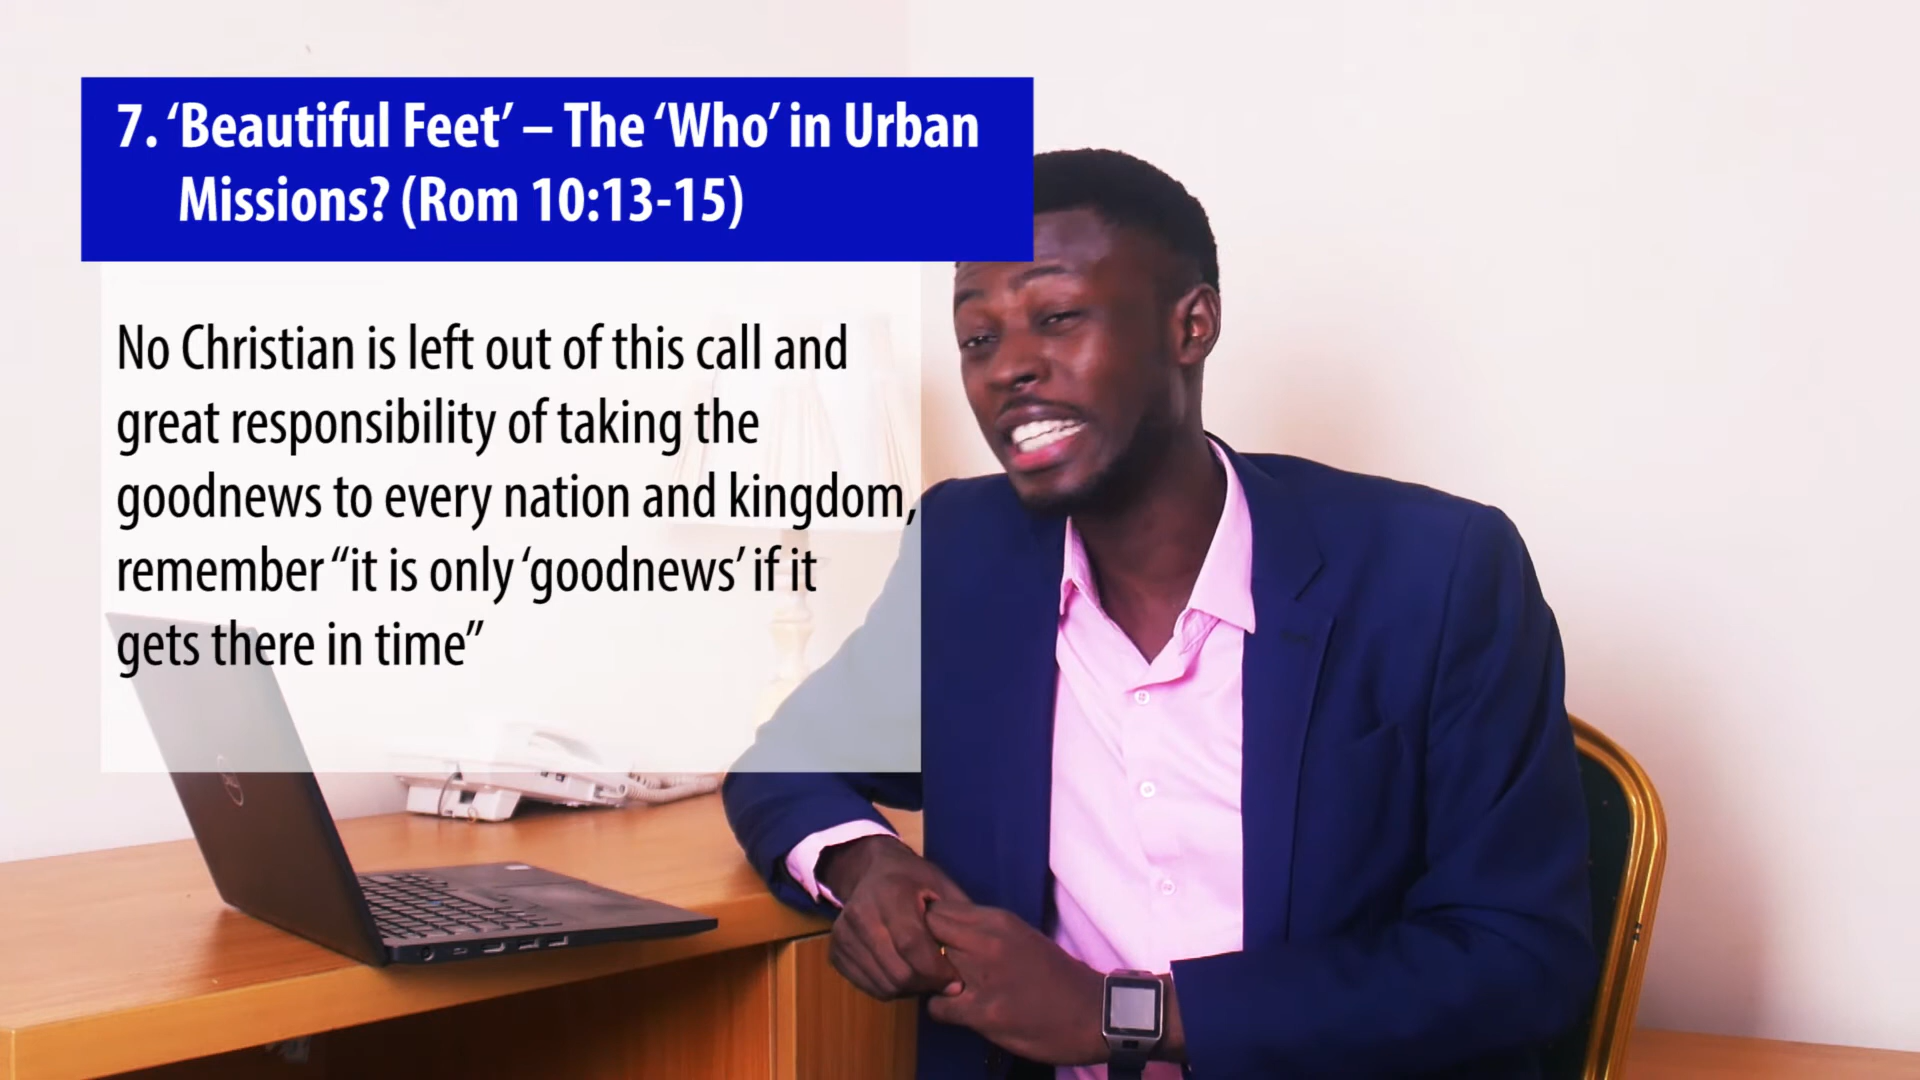 7. ‘Beautiful Feet’ – The ‘Who’ in Urban
Missions? (Rom 10:13-15)
No Christian is left out of this call and
great responsibility of taking the
goodnews to every nation and kingdom,
remember “it is only ‘goodnews’ if it
gets there in time”